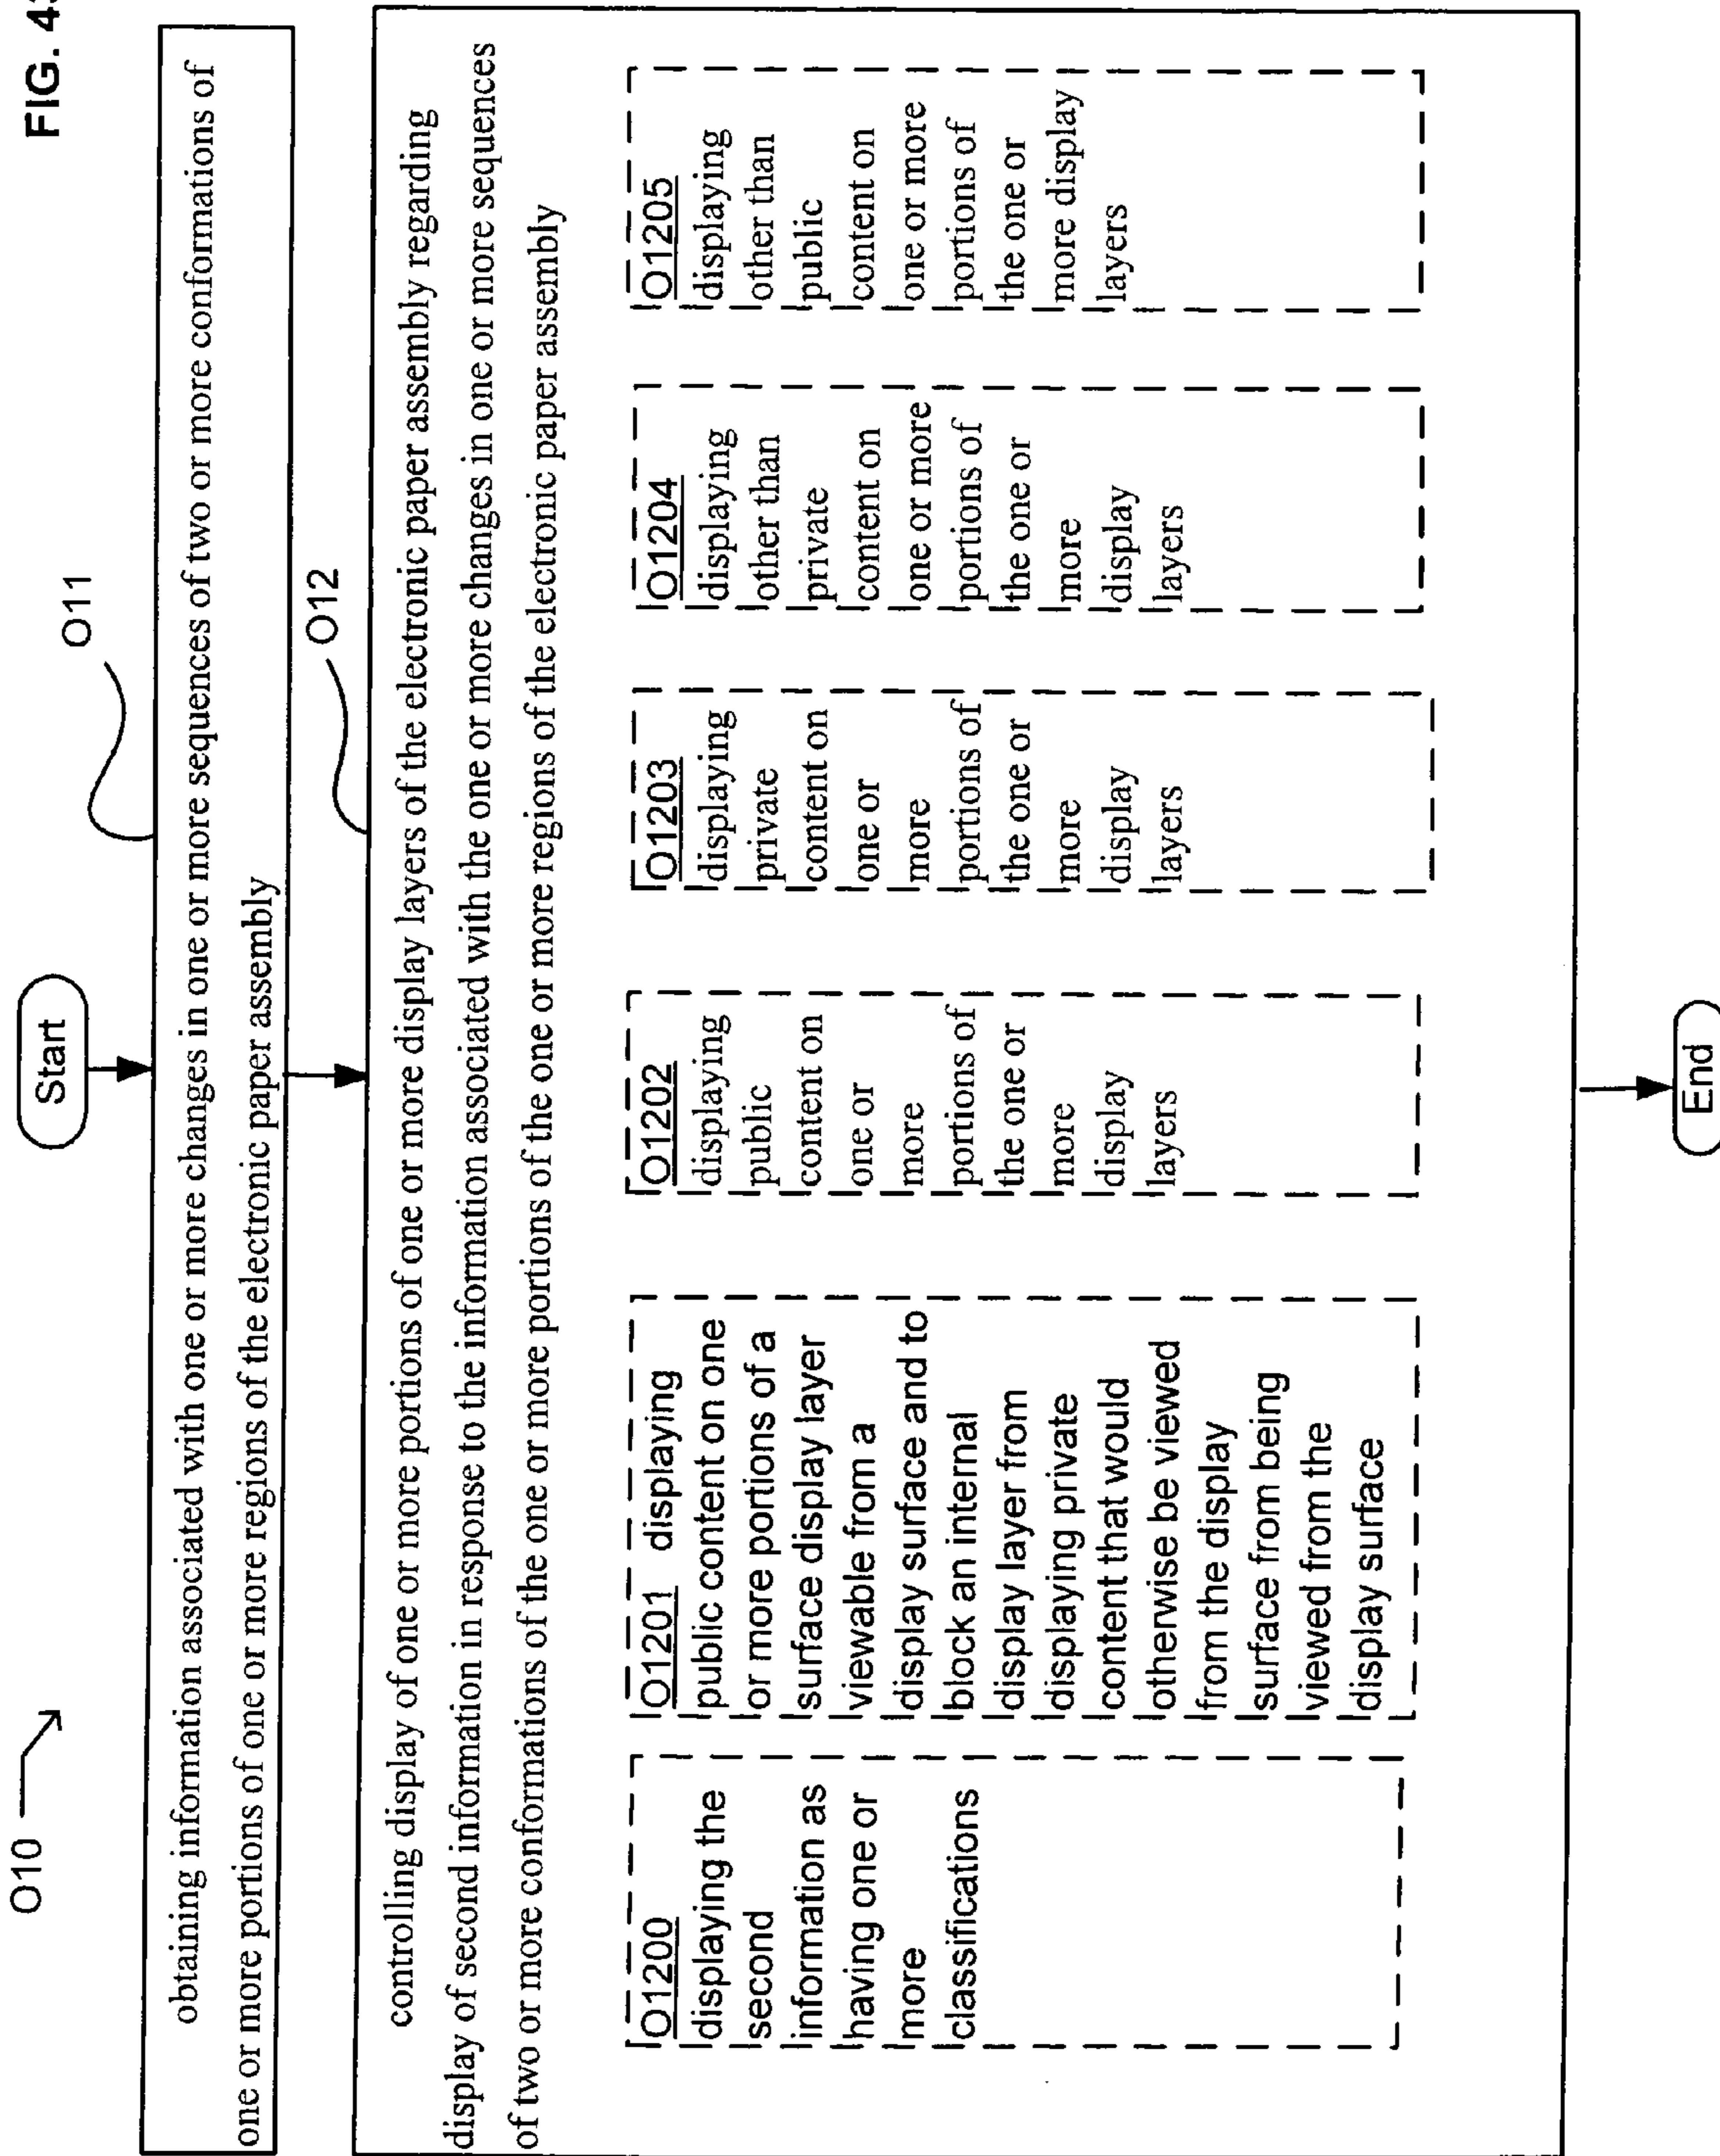 FIG. 4
O10
Start
O11
obtaining information associated with one or more changes in one or more sequences of two or more conformations of
one or more portions of one or more regions of the electronic paper assembly
O12
controlling display of one or more portions of one or more display layers of the electronic paper assembly regarding
display of second information in response to the information associated with the one or more changes in one or more sequences
of two or more conformations of the one or more portions of the one or more regions of the electronic paper assembly
O1200
displaying the
second
information as
having one or
more
classifications
O1201 displaying
public content on one
or more portions of a
surface display layer
viewable from a
display surface and to
block an internal
display layer from
displaying private
content that would
otherwise be viewed
from the display
surface from being
viewed from the
display surface
O1202
displaying
public
content on
one or
more
portions of
the one or
more
display
layers
O1203
displaying
private
content on
one or
more
portions of
the one or
more
display
layers
O1204
displaying
other than
private
content on
one or more
portions of
the one or
more
display
layers
O1205
displaying
other than
public
content on
one or more
portions of
the one or
more display
layers
End